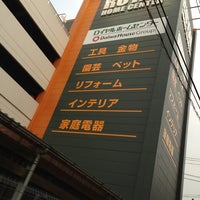 HOME CENTER
ロイヤルホームセンター
Daiwa House Group
工具 金物
園芸 ペット
リフォーム
インテリア
家庭電器